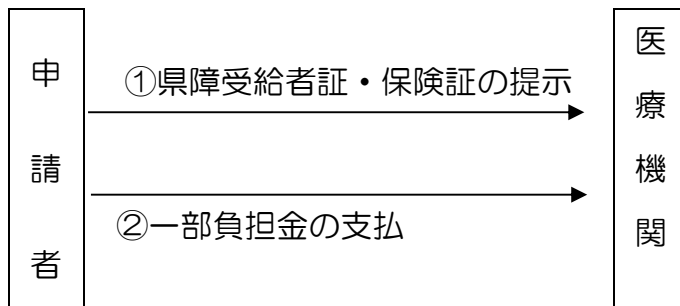 申請者
①県障受給者証・保険証の提示
②一部負担金の支払
医療機関